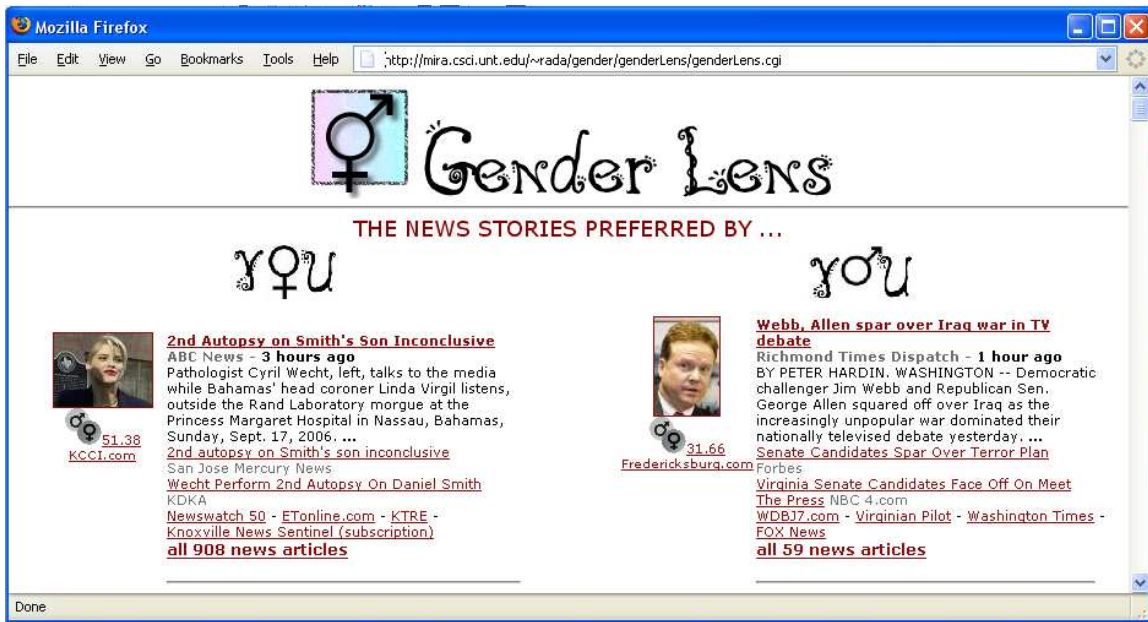 Mozilla Firefox
File Edit View Go Bookmarks Tools Help
http://mira.csci.unt.edu/~rada/gender/genderLens/genderLens.cgi
Gender Lens
THE NEWS STORIES PREFERRED BY ...
Y♀U
2nd Autopsy on Smith's Son Inconclusive
ABC News - 3 hours ago
Pathologist Cyril Wecht, left, talks to the media
while Bahamas' head coroner Linda Virgil listens,
outside the Rand Laboratory morgue at the
Princess Margaret Hospital in Nassau, Bahamas,
Sunday, Sept. 17, 2006. ...
51.38
KCCI.com
2nd autopsy on Smith's son inconclusive
San Jose Mercury News
Wecht Perform 2nd Autopsy On Daniel Smith
KDKA
Newswatch 50 - ETonline.com - KTRE -
Knoxville News Sentinel (subscription)
all 908 news articles
Y♂U
Webb, Allen spar over Iraq war in TV
debate
Richmond Times Dispatch - 1 hour ago
BY PETER HARDIN. WASHINGTON -- Democratic
challenger Jim Webb and Republican Sen.
George Allen squared off over Iraq as the
increasingly unpopular war dominated their
nationally televised debate yesterday. ...
31.66
Fredericksburg.com
Senate Candidates Spar Over Terror Plan
Forbes
Virginia Senate Candidates Face Off On Meet
The Press NBC 4.com
WDBJ7.com - Virginian Pilot - Washington Times -
FOX News
all 59 news articles
Done